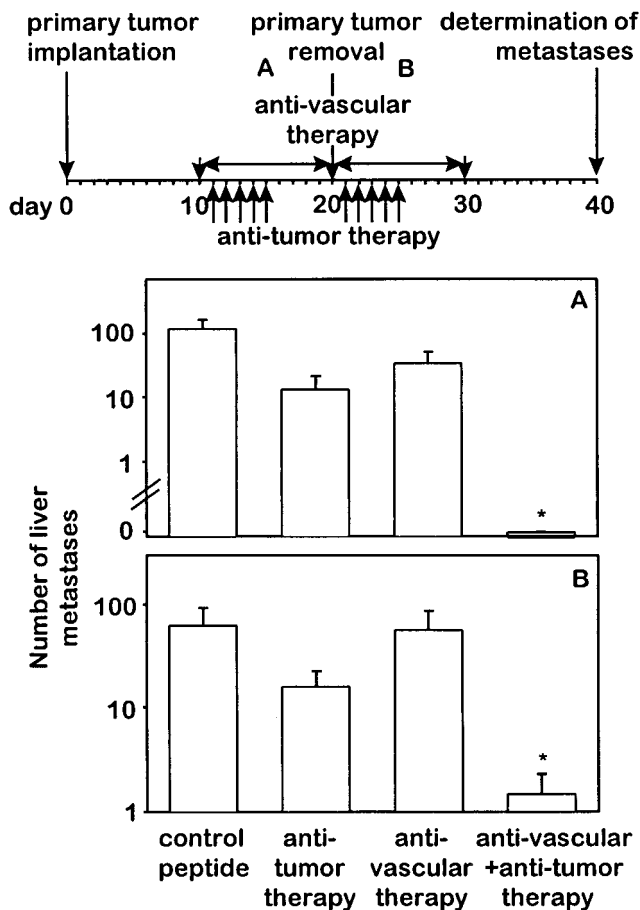 primary tumor implantation
primary tumor removal
determination of metastases
A
B
anti-vascular therapy
day 0 10 20 30 40
anti-tumor therapy
A
100
10
1
0
*
Number of liver metastases
B
100
10
1
*
control peptide
anti-tumor therapy
anti-vascular therapy
anti-vascular +anti-tumor therapy